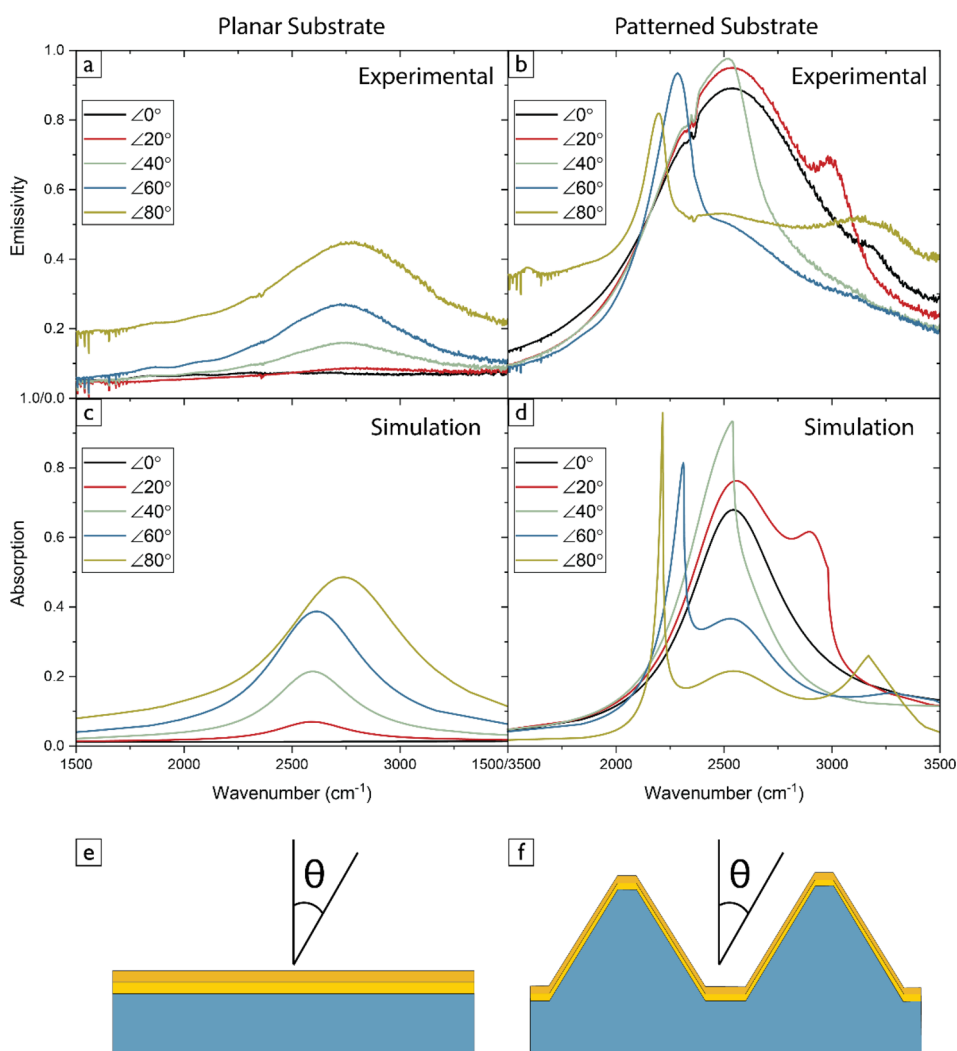 Planar Substrate
Patterned Substrate
a
Experimental
∠0°
∠20°
∠40°
∠60°
∠80°
1.0
0.8
0.6
0.4
0.2
1.0/0.0
Emissivity
b
Experimental
∠0°
∠20°
∠40°
∠60°
∠80°
c
Simulation
∠0°
∠20°
∠40°
∠60°
∠80°
0.8
0.6
0.4
0.2
0.0
Absorption
1500
2000
2500
3000
1500/3500
Wavenumber (cm⁻¹)
d
Simulation
∠0°
∠20°
∠40°
∠60°
∠80°
2000
2500
3000
3500
Wavenumber (cm⁻¹)
e
θ
f
θ